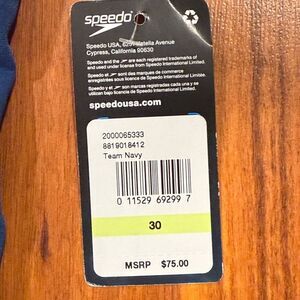 speedo
Speedo USA, 6251 Katella Avenue
Cypress, California 90630
Speedo and the are each registered trademarks of
and used under license from Speedo International Limited.
Speedo et sont des marques de commerce
enregistrées sous licence de Speedo International Limitée.
Speedo y son marcas registradas cada una y se
utilizan bajo licencia de Speedo International Limited.
speedousa.com
2000065333
8819018412
Team Navy
0 11529 69299 7
30
MSRP $75.00